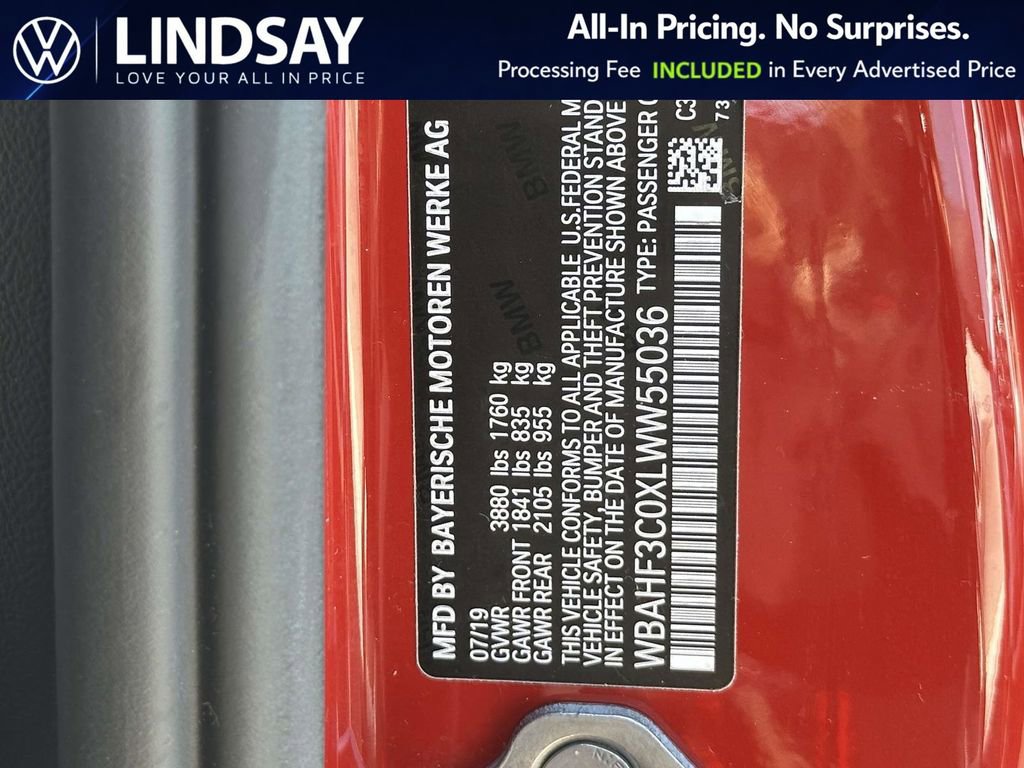 LINDSAY
LOVE YOUR ALL IN PRICE
All-In Pricing. No Surprises.
Processing Fee INCLUDED in Every Advertised Price
MFD BY BAYERISCHE MOTOREN WERKE AG
07/19
GVWR 3880 lbs 1760 kg
GAWR FRONT 1841 lbs 835 kg
GAWR REAR 2105 lbs 955 kg
THIS VEHICLE CONFORMS TO ALL APPLICABLE U.S. FEDERAL M
VEHICLE SAFETY, BUMPER AND THEFT PREVENTION STAND
IN EFFECT ON THE DATE OF MANUFACTURE SHOWN ABOVE
WBAHF3C0XLWW55036 TYPE: PASSENGER
BMW
BMW